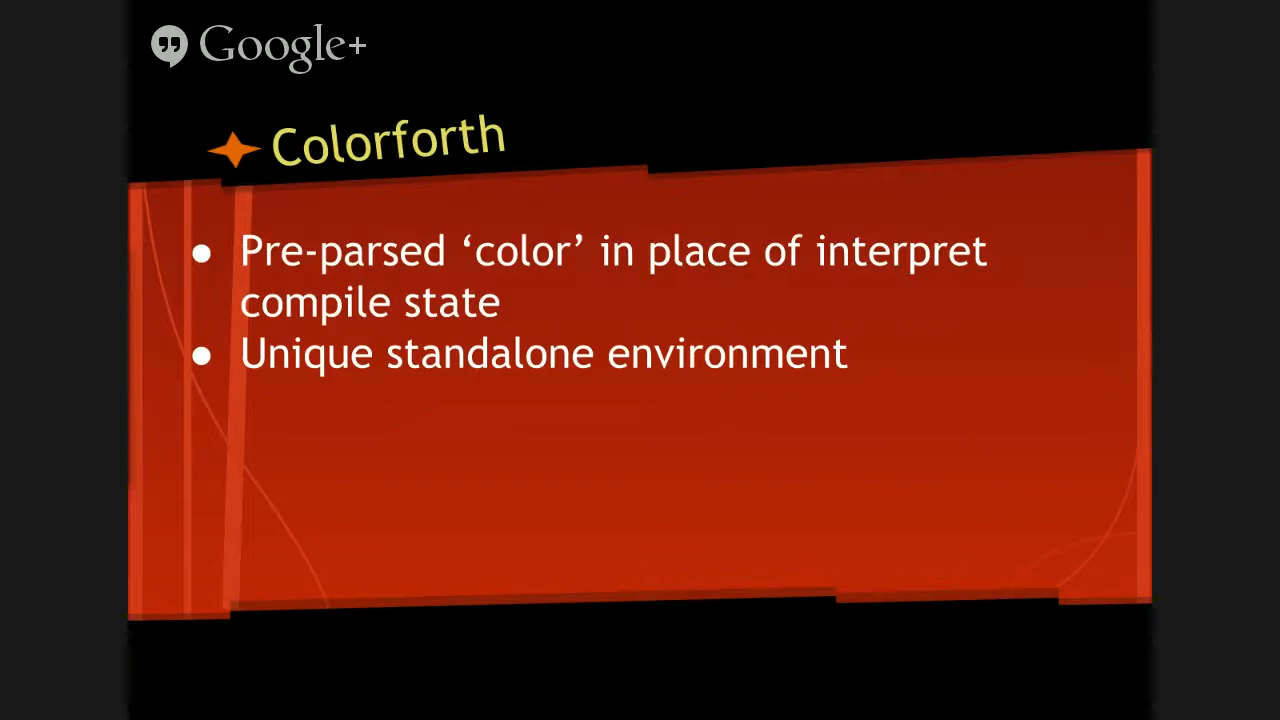 Google+
Colorforth
● Pre-parsed ‘color’ in place of interpret
compile state
● Unique standalone environment